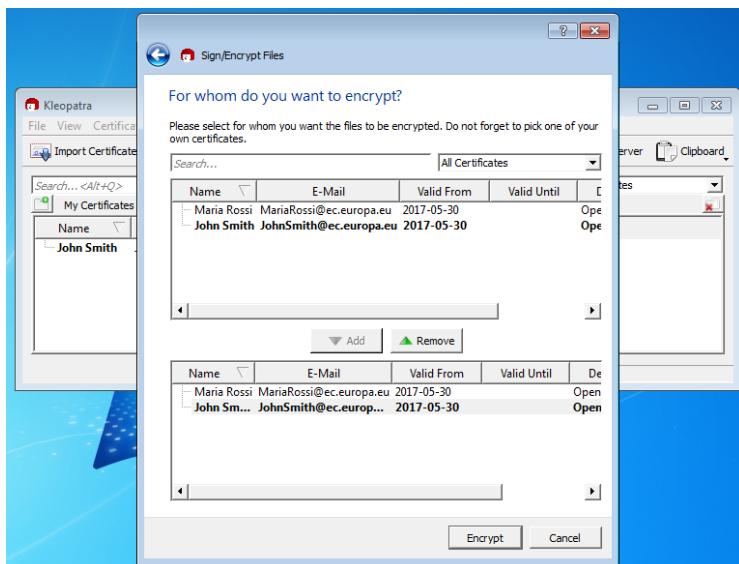 Sign/Encrypt Files
For whom do you want to encrypt?
Please select for whom you want the files to be encrypted. Do not forget to pick one of your
own certificates.
Search... All Certificates
Name E-Mail Valid From Valid Until D
Maria Rossi MariaRossi@ec.europa.eu 2017-05-30 Ope
John Smith JohnSmith@ec.europa.eu 2017-05-30 Ope
Add Remove
Name E-Mail Valid From Valid Until De
Maria Rossi MariaRossi@ec.europa.eu 2017-05-30 Open
John Sm... JohnSmith@ec.europ... 2017-05-30 Open
Encrypt Cancel
Kleopatra
File View Certifica
Import Certificate erver Clipboard
Search...<Alt+Q> tes
My Certificates
Name
John Smith